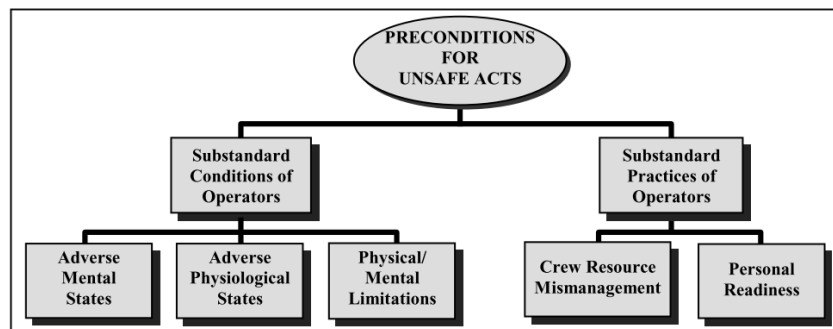 PRECONDITIONS
FOR
UNSAFE ACTS
Substandard
Conditions of
Operators
Substandard
Practices of
Operators
Adverse
Mental
States
Adverse
Physiological
States
Physical/
Mental
Limitations
Crew Resource
Mismanagement
Personal
Readiness